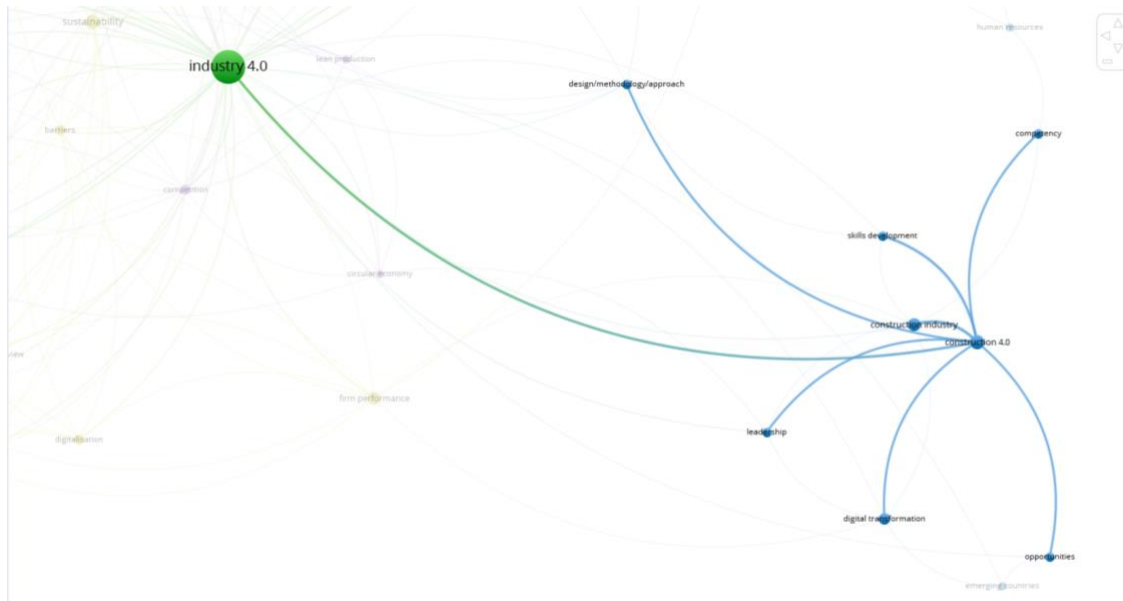 sustainability
human resources
lean production
industry 4.0
design/methodology/approach
barriers
competency
competition
skills development
circular economy
construction industry
construction 4.0
view
firm performance
leadership
digitalisation
digital transformation
opportunities
emerging countries